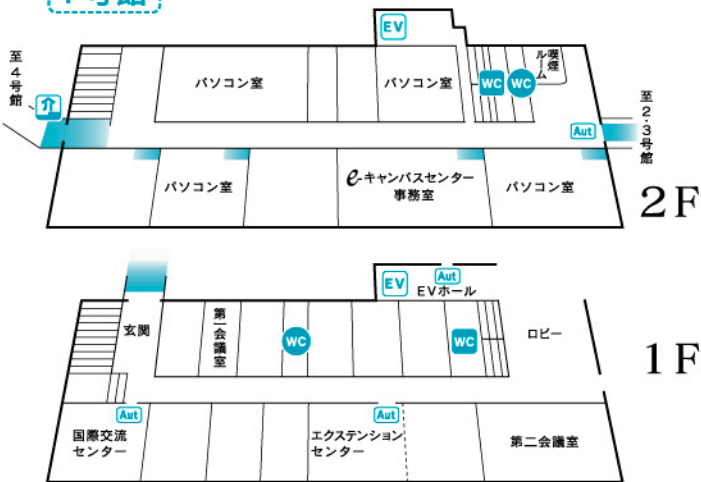 1号館
EV
至4号館
パソコン室
パソコン室
WC
WC
喫煙
ルーム
Aut
至2・3号館
パソコン室
e-キャンパスセンター
事務室
パソコン室
2F
EV
Aut
EVホール
玄関
第一会議室
WC
WC
ロビー
1F
Aut
国際交流
センター
Aut
エクステンション
センター
第二会議室